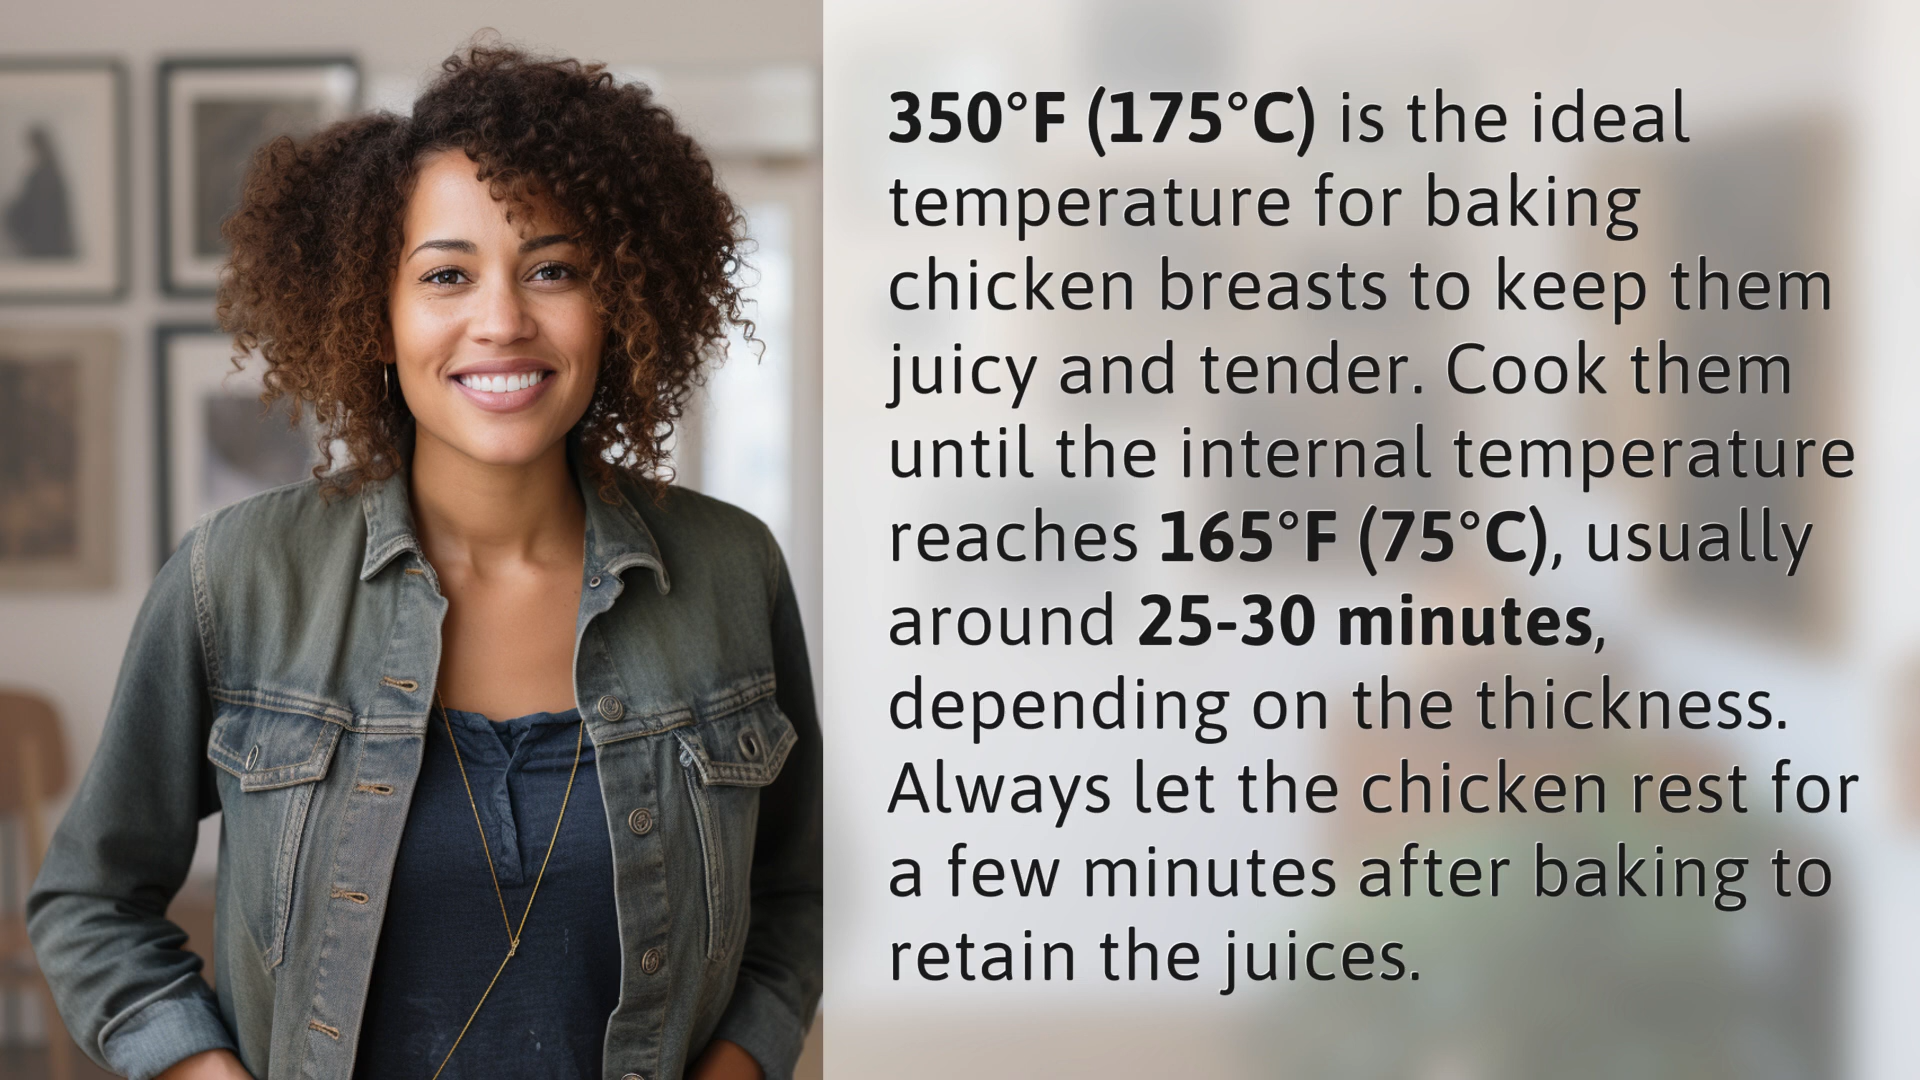 350°F (175°C) is the ideal
temperature for baking
chicken breasts to keep them
juicy and tender. Cook them
until the internal temperature
reaches 165°F (75°C), usually
around 25-30 minutes,
depending on the thickness.
Always let the chicken rest for
a few minutes after baking to
retain the juices.